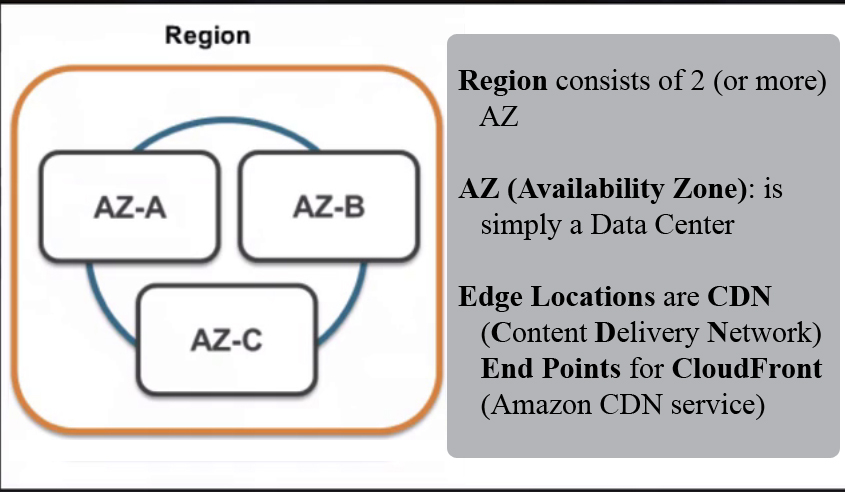 Region
AZ-A
AZ-B
AZ-C
Region consists of 2 (or more)
AZ
AZ (Availability Zone): is
simply a Data Center
Edge Locations are CDN
(Content Delivery Network)
End Points for CloudFront
(Amazon CDN service)